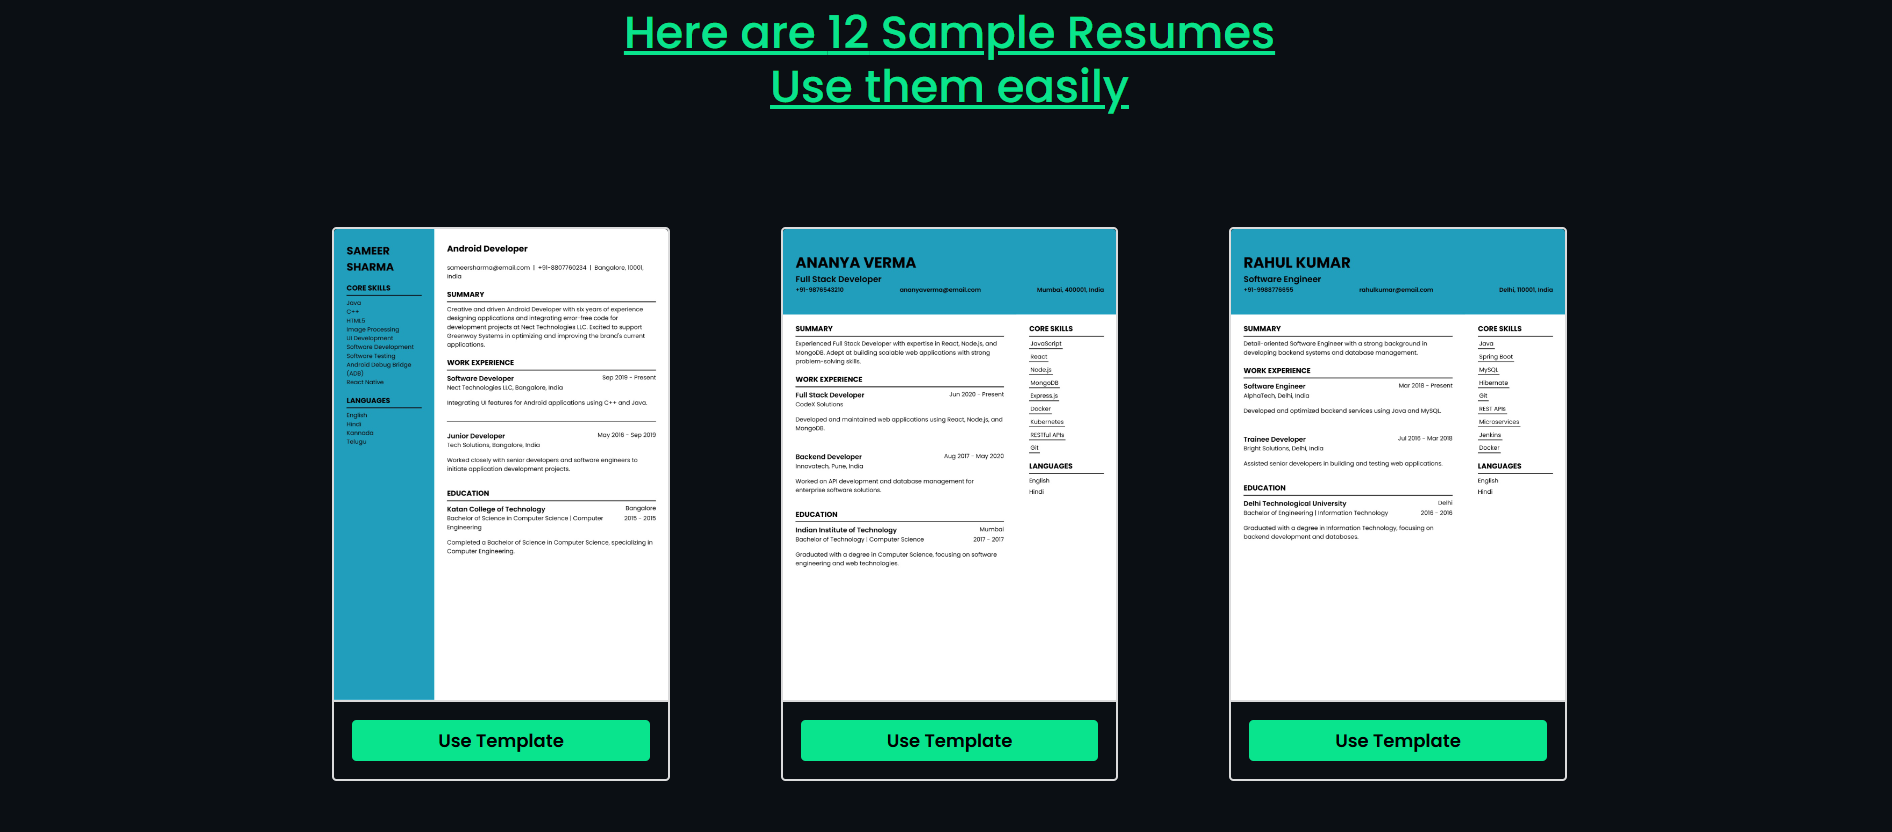 Here are 12 Sample Resumes
Use them easily
SAMEER
SHARMA
CORE SKILLS
Java
C++
HTML5
Image Processing
UI Development
Software Development
Software Testing
Android Debug Bridge
(ADB)
React Native
LANGUAGES
English
Hindi
Kannada
Telugu
Android Developer
sameersharma@email.com | +91-8807760234 | Bangalore, 10001,
India
SUMMARY
Creative and driven Android Developer with six years of experience
designing applications and integrating error-free code for
development projects at Nect Technologies LLC. Excited to support
Greenway Systems in optimizing and improving the brand's current
applications.
WORK EXPERIENCE
Software Developer Sep 2019 - Present
Nect Technologies LLC, Bangalore, India
Integrating UI features for Android applications using C++ and Java.
Junior Developer May 2016 - Sep 2019
Tech Solutions, Bangalore, India
Worked closely with senior developers and software engineers to
initiate application development projects.
EDUCATION
Katan College of Technology Bangalore
Bachelor of Science in Computer Science | Computer 2015 - 2015
Engineering
Completed a Bachelor of Science in Computer Science, specializing in
Computer Engineering.
Use Template
ANANYA VERMA
Full Stack Developer
+91-9876543210 ananyaverma@email.com Mumbai, 400001, India
SUMMARY
Experienced Full Stack Developer with expertise in React, Node.js, and
MongoDB. Adept at building scalable web applications with strong
problem-solving skills.
WORK EXPERIENCE
Full Stack Developer Jun 2020 - Present
CodeX Solutions
Developed and maintained web applications using React, Node.js, and
MongoDB.
Backend Developer Aug 2017 - May 2020
Innovatech, Pune, India
Worked on API development and database management for
enterprise software solutions.
EDUCATION
Indian Institute of Technology Mumbai
Bachelor of Technology | Computer Science 2017 - 2017
Graduated with a degree in Computer Science, focusing on software
engineering and web technologies.
CORE SKILLS
JavaScript
React
Node.js
MongoDB
Express.js
Docker
Kubernetes
RESTful APIs
Git
LANGUAGES
English
Hindi
Use Template
RAHUL KUMAR
Software Engineer
+91-9988776655 rahulkumar@email.com Delhi, 110001, India
SUMMARY
Detail-oriented Software Engineer with a strong background in
developing backend systems and database management.
WORK EXPERIENCE
Software Engineer Mar 2018 - Present
AlphaTech, Delhi, India
Developed and optimized backend services using Java and MySQL.
Trainee Developer Jul 2016 - Mar 2018
Bright Solutions, Delhi, India
Assisted senior developers in building and testing web applications.
EDUCATION
Delhi Technological University Delhi
Bachelor of Engineering | Information Technology 2016 - 2016
Graduated with a degree in Information Technology, focusing on
backend development and databases.
CORE SKILLS
Java
Spring Boot
MySQL
Hibernate
Git
REST APIs
Microservices
Jenkins
Docker
LANGUAGES
English
Hindi
Use Template